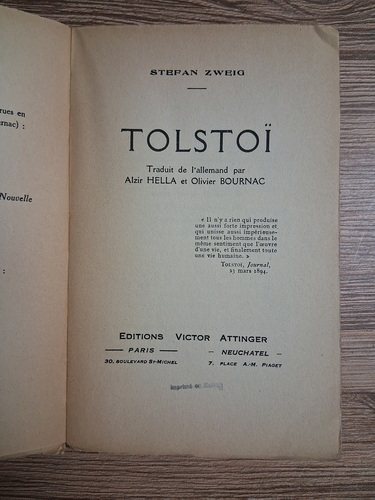 rues en
rnac) :
Nouvelle
:
STEFAN ZWEIG
TOLSTOÏ
Traduit de l'allemand par
Alzir HELLA et Olivier BOURNAC
« Il n'y a rien qui produise
une aussi forte impression et
qui unisse aussi impérieuse-
ment tous les hommes dans le
même sentiment que l'œuvre
d'une vie, et finalement toute
une vie humaine. »
TOLSTOÏ, Journal,
23 mars 1894.
EDITIONS VICTOR ATTINGER
PARIS
NEUCHATEL
30, BOULEVARD ST-MICHEL
7, PLACE A.-M. PIAGET
Imprimé en